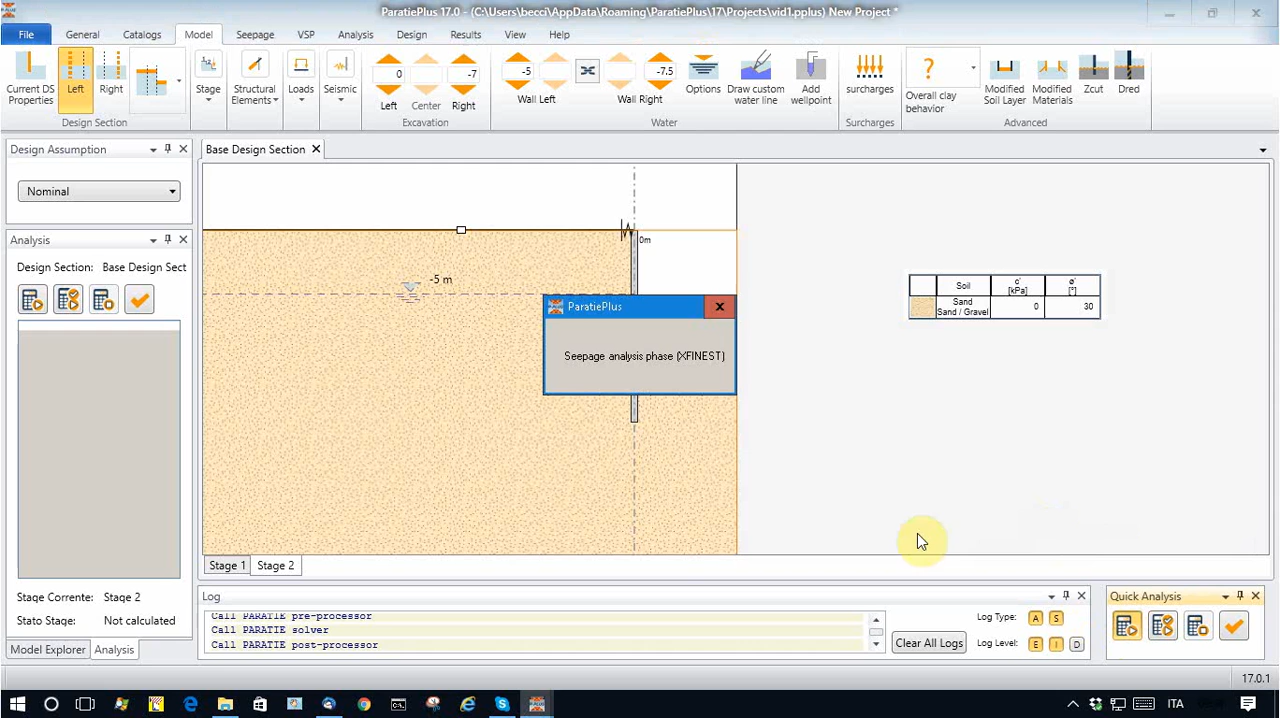 ParatiePlus 17.0 - (C:\Users\becci\AppData\Roaming\ParatiePlus\17\Projects\vid1.pplus) New Project *
File
General
Catalogs
Model
Seepage
VSP
Analysis
Design
Results
View
Help
Current DS
Properties
Left
Right
Design Section
Stage
Structural
Elements
Loads
Seismic
0
-7
Left
Center
Right
Excavation
-5
-7.5
Wall Left
Wall Right
Options
Draw custom
water line
Add
wellpoint
Water
surcharges
Surcharges
?
Overall clay
behavior
Modified
Soil Layer
Modified
Materials
Zcut
Dred
Advanced
Design Assumption
Nominal
Analysis
Design Section:
Base Design Sect
Stage Corrente:
Stage 2
Stato Stage:
Not calculated
Model Explorer
Analysis
Base Design Section
0m
-5 m
ParatiePlus
Seepage analysis phase (XFINEST)
Soil
c'
[kPa]
ø'
[°]
Sand
Sand / Gravel
0
30
Stage 1
Stage 2
Log
Call PARATIE pre-processor
Call PARATIE solver
Call PARATIE post-processor
Clear All Logs
Log Type:
A
S
Log Level:
E
I
D
Quick Analysis
17.0.1
ITA